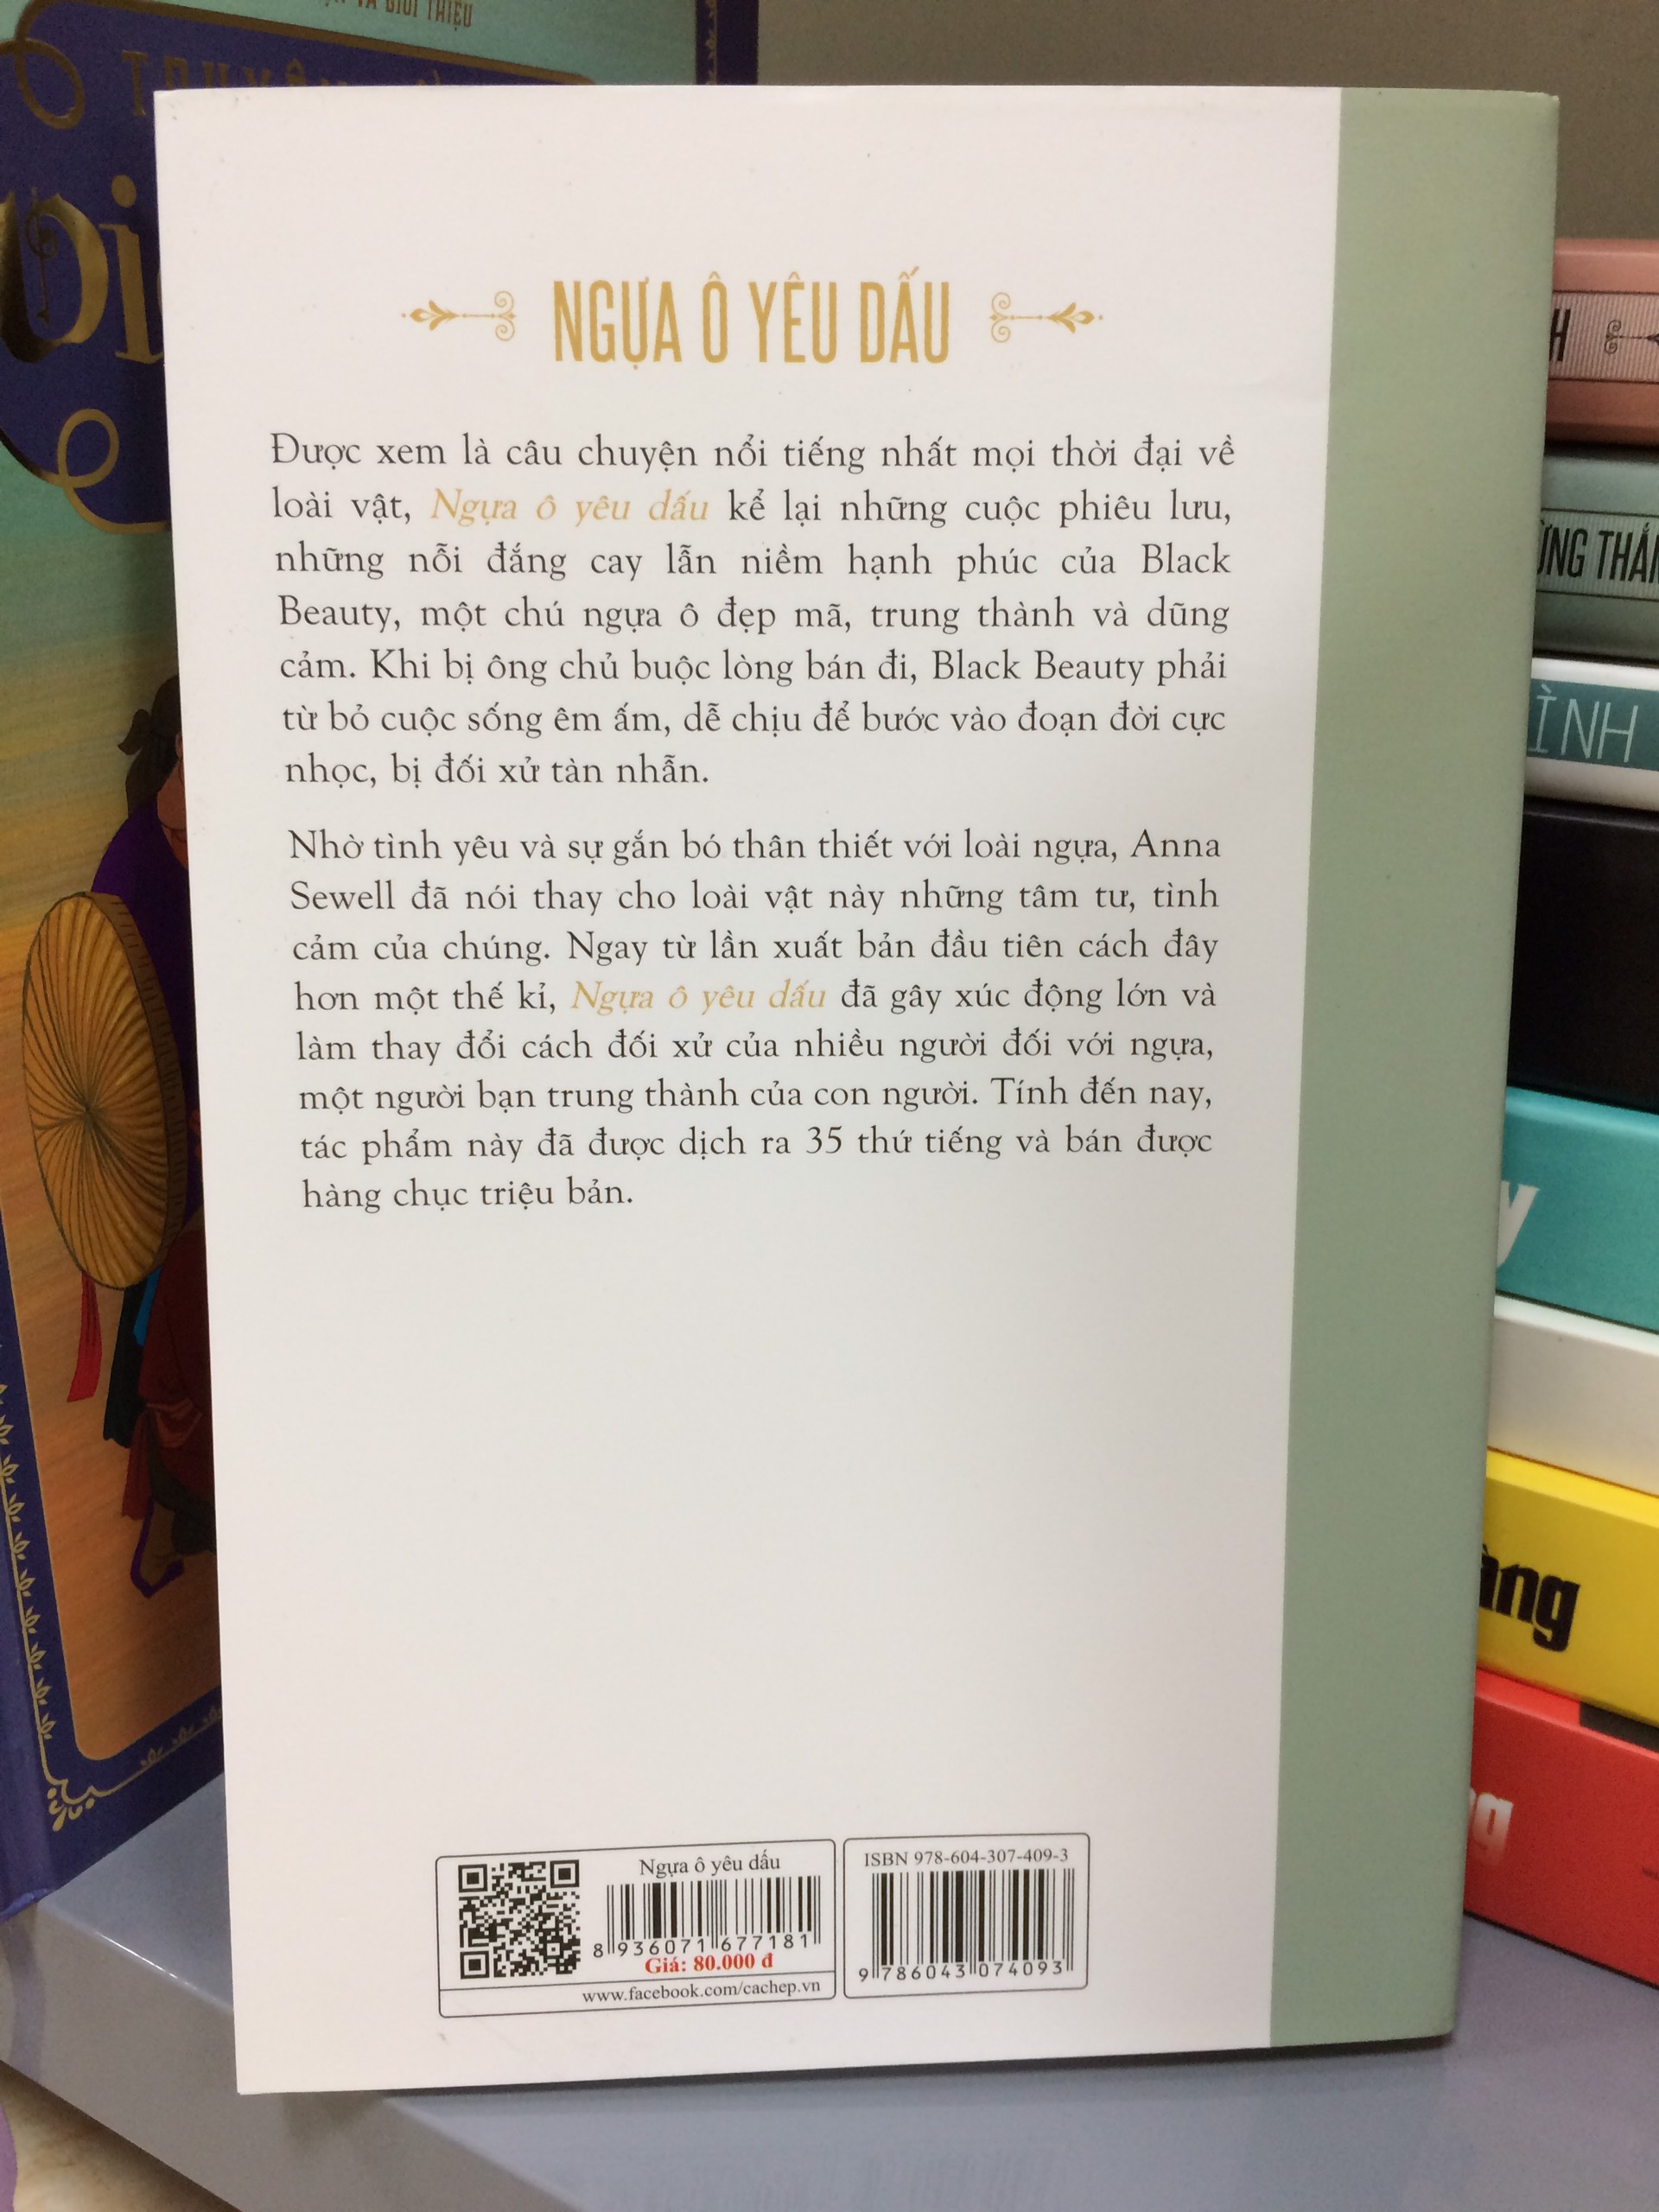 VÀ GIỚI THIỆU
NGỰA Ô YÊU DẤU
Được xem là câu chuyện nổi tiếng nhất mọi thời đại về
loài vật, Ngựa ô yêu dấu kể lại những cuộc phiêu lưu,
những nỗi đắng cay lẫn niềm hạnh phúc của Black
Beauty, một chú ngựa ô đẹp mã, trung thành và dũng
cảm. Khi bị ông chủ buộc lòng bán đi, Black Beauty phải
từ bỏ cuộc sống êm ấm, dễ chịu để bước vào đoạn đời cực
nhọc, bị đối xử tàn nhẫn.
Nhờ tình yêu và sự gắn bó thân thiết với loài ngựa, Anna
Sewell đã nói thay cho loài vật này những tâm tư, tình
cảm của chúng. Ngay từ lần xuất bản đầu tiên cách đây
hơn một thế kỉ, Ngựa ô yêu dấu đã gây xúc động lớn và
làm thay đổi cách đối xử của nhiều người đối với ngựa,
một người bạn trung thành của con người. Tính đến nay,
tác phẩm này đã được dịch ra 35 thứ tiếng và bán được
hàng chục triệu bản.
Ngựa ô yêu dấu
8 936071 677181
Giá: 80.000 đ
www.facebook.com/cachep.vn
ISBN 978-604-307-409-3
9 786043 074093